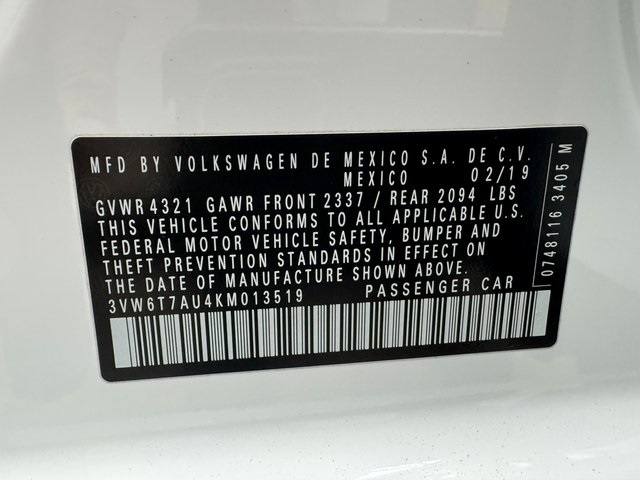 MFD BY VOLKSWAGEN DE MEXICO S.A. DE C.V.
MEXICO 02/19
GVWR 4321 GAWR FRONT 2337 / REAR 2094 LBS
THIS VEHICLE CONFORMS TO ALL APPLICABLE U.S.
FEDERAL MOTOR VEHICLE SAFETY, BUMPER AND
THEFT PREVENTION STANDARDS IN EFFECT ON
THE DATE OF MANUFACTURE SHOWN ABOVE.
3VW6T7AU4KM013519 PASSENGER CAR
0748116 3405 M